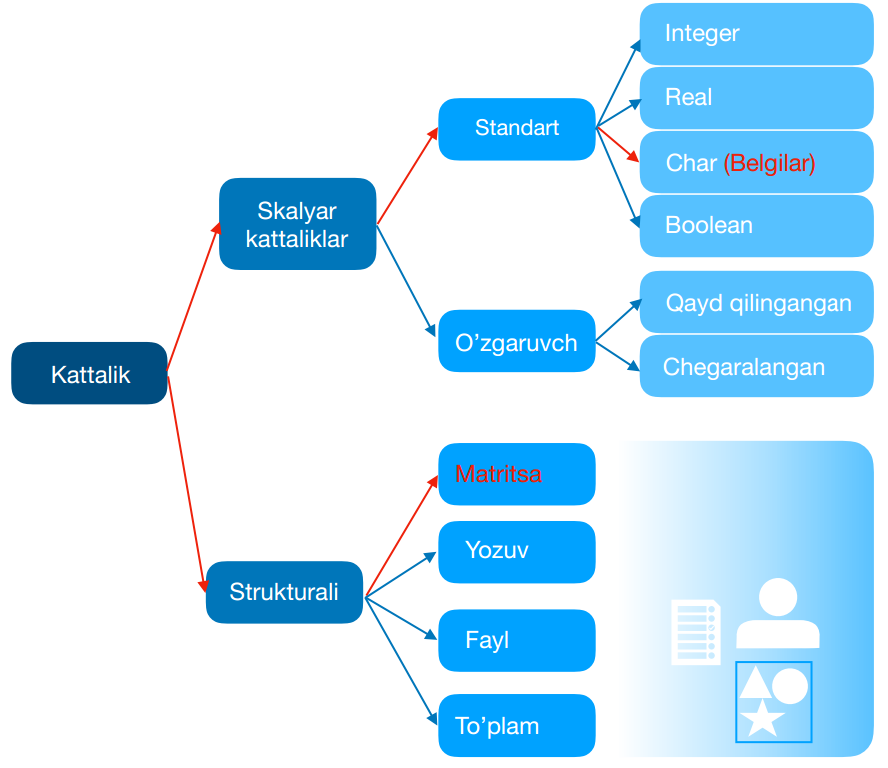 Integer
Real
Standart
Char (Belgilar)
Skalyar
kattaliklar
Boolean
Qayd qilingangan
O’zgaruvch
Chegaralangan
Kattalik
Matritsa
Yozuv
Strukturali
Fayl
To’plam